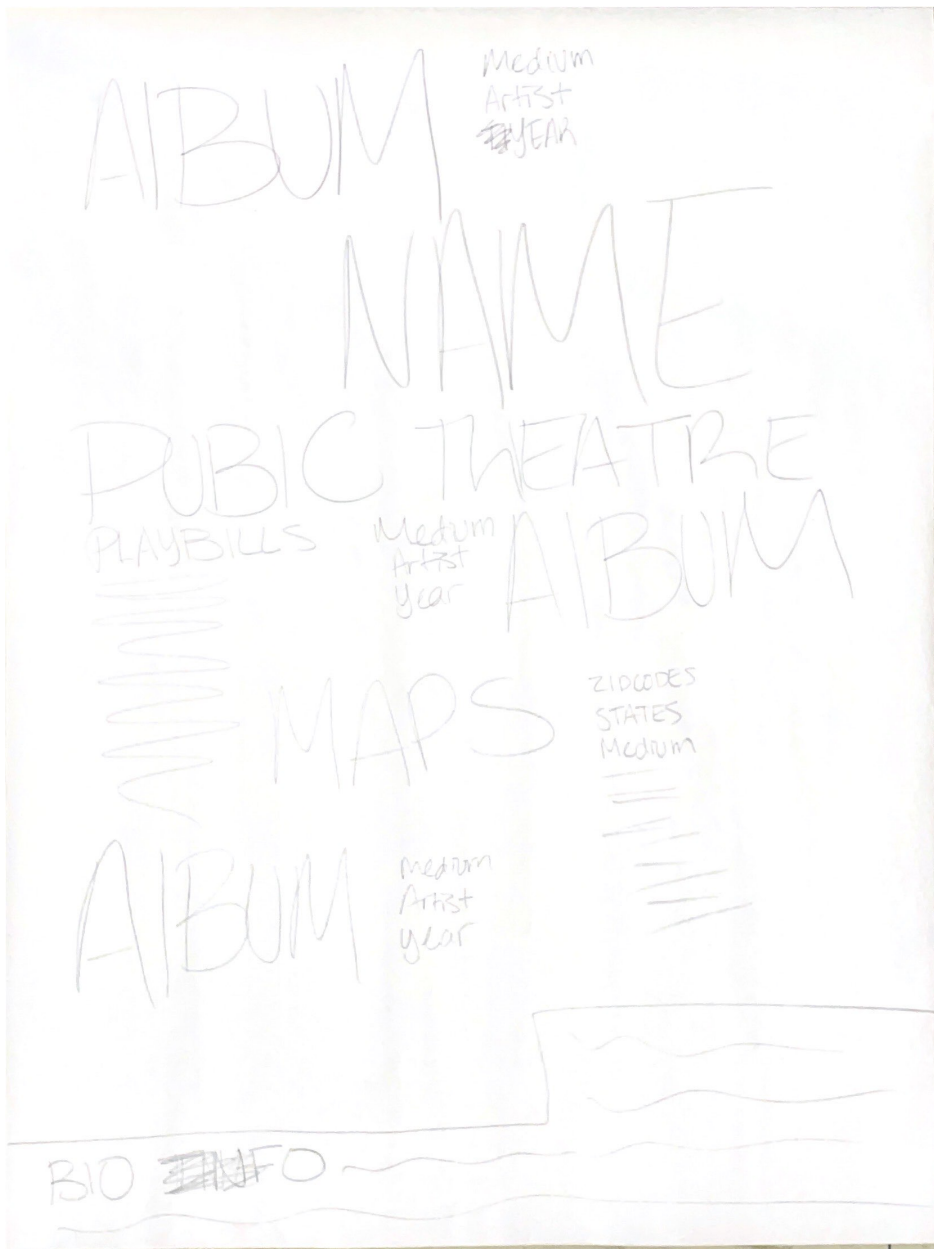 AlBUM
Medium
Artist
YEAR
NAME
PUBIC THEATRE
PLAYBILLS
Medium
Artist
year
AlBUM
MAPS
ZIPCODES
STATES
Medium
AlBUM
Medium
Artist
year
BIO INFO